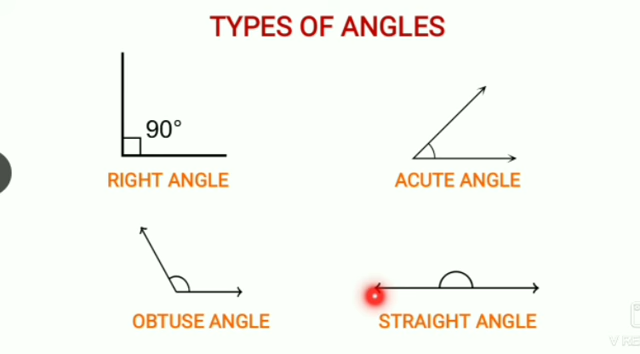 TYPES OF ANGLES
90°
RIGHT ANGLE
ACUTE ANGLE
OBTUSE ANGLE
STRAIGHT ANGLE